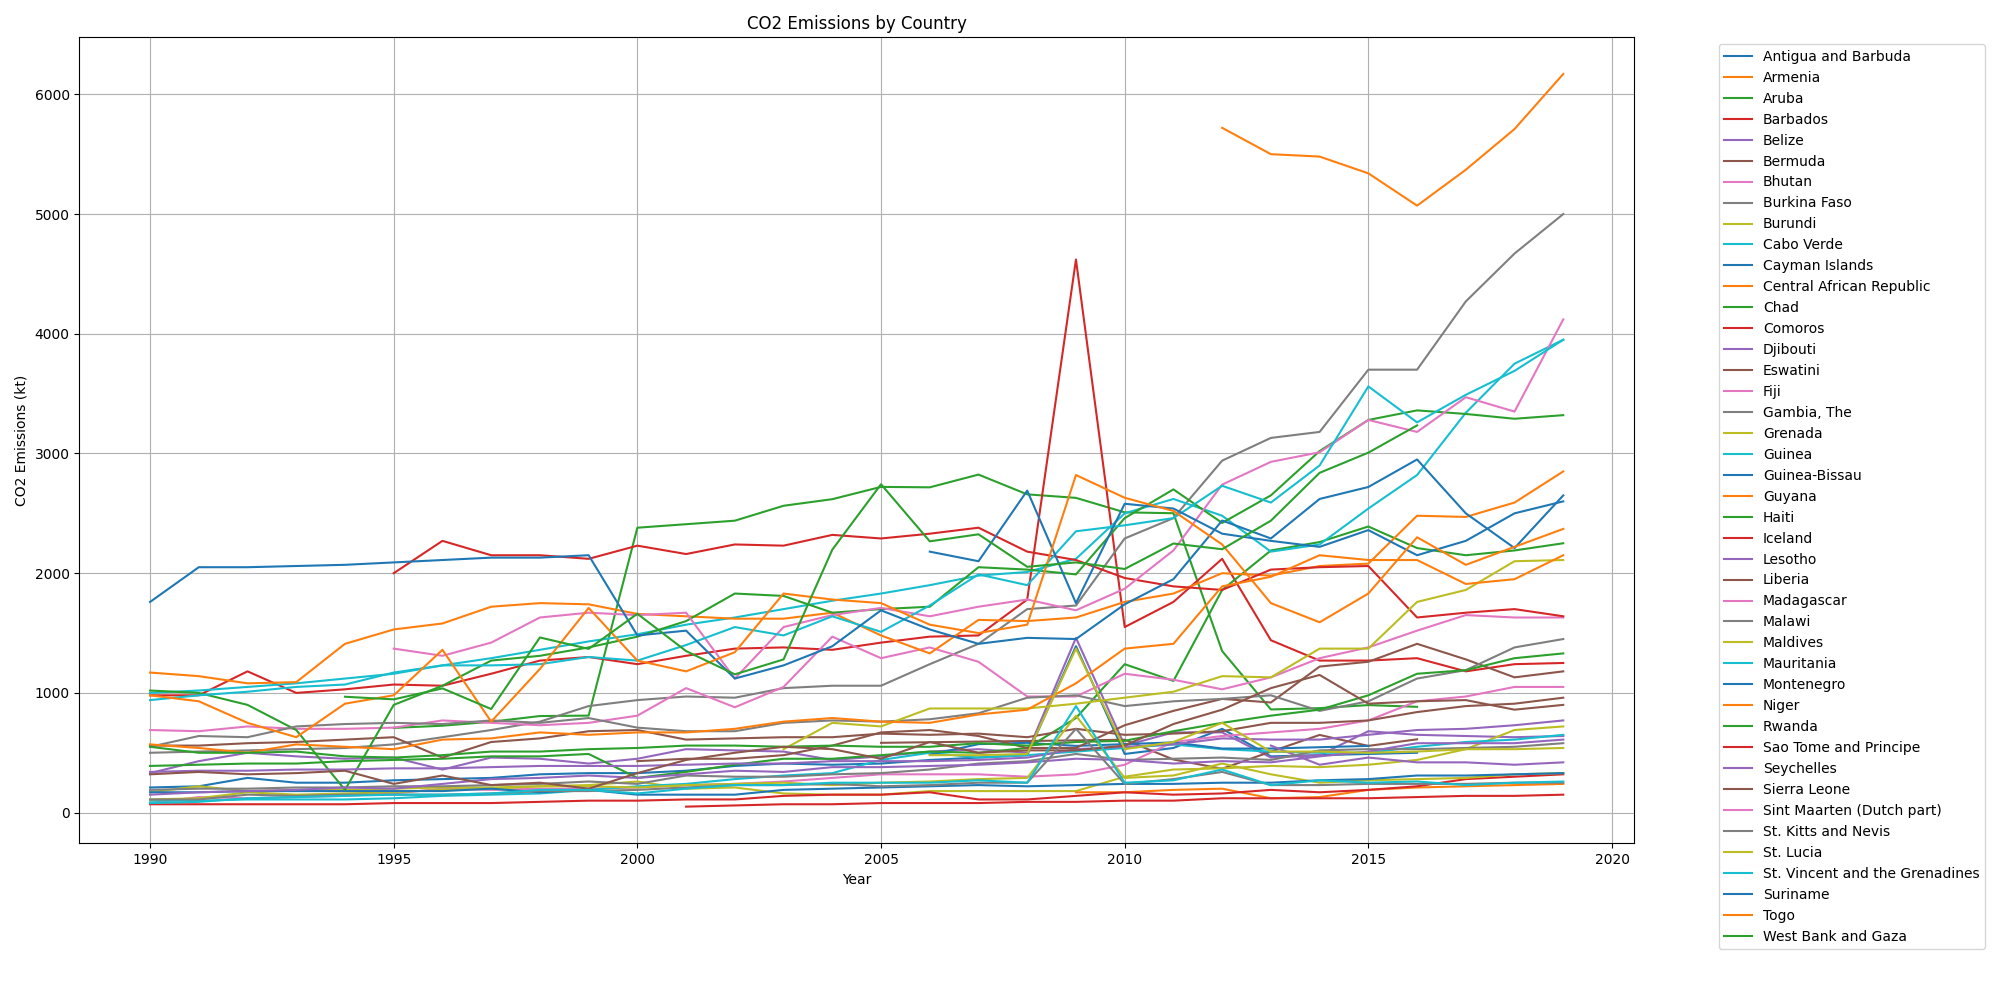 CO2 Emissions by Country
6000
5000
4000
3000
2000
1000
0
CO2 Emissions (kt)
1990
1995
2000
2005
2010
2015
2020
Year
Antigua and Barbuda
Armenia
Aruba
Barbados
Belize
Bermuda
Bhutan
Burkina Faso
Burundi
Cabo Verde
Cayman Islands
Central African Republic
Chad
Comoros
Djibouti
Eswatini
Fiji
Gambia, The
Grenada
Guinea
Guinea-Bissau
Guyana
Haiti
Iceland
Lesotho
Liberia
Madagascar
Malawi
Maldives
Mauritania
Montenegro
Niger
Rwanda
Sao Tome and Principe
Seychelles
Sierra Leone
Sint Maarten (Dutch part)
St. Kitts and Nevis
St. Lucia
St. Vincent and the Grenadines
Suriname
Togo
West Bank and Gaza